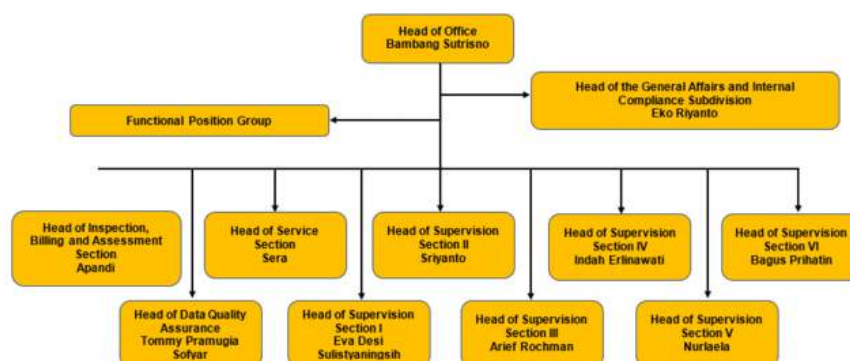 Head of Office
Bambang Sutrisno
Head of the General Affairs and Internal
Compliance Subdivision
Eko Riyanto
Functional Position Group
Head of Inspection,
Billing and Assessment
Section
Apandi
Head of Service
Section
Sera
Head of Supervision
Section II
Sriyanto
Head of Supervision
Section IV
Indah Erlinawati
Head of Supervision
Section VI
Bagus Prihatin
Head of Data Quality
Assurance
Tommy Pramugia
Sofyar
Head of Supervision
Section I
Eva Desi
Sulistyaningsih
Head of Supervision
Section III
Arief Rochman
Head of Supervision
Section V
Nurlaela